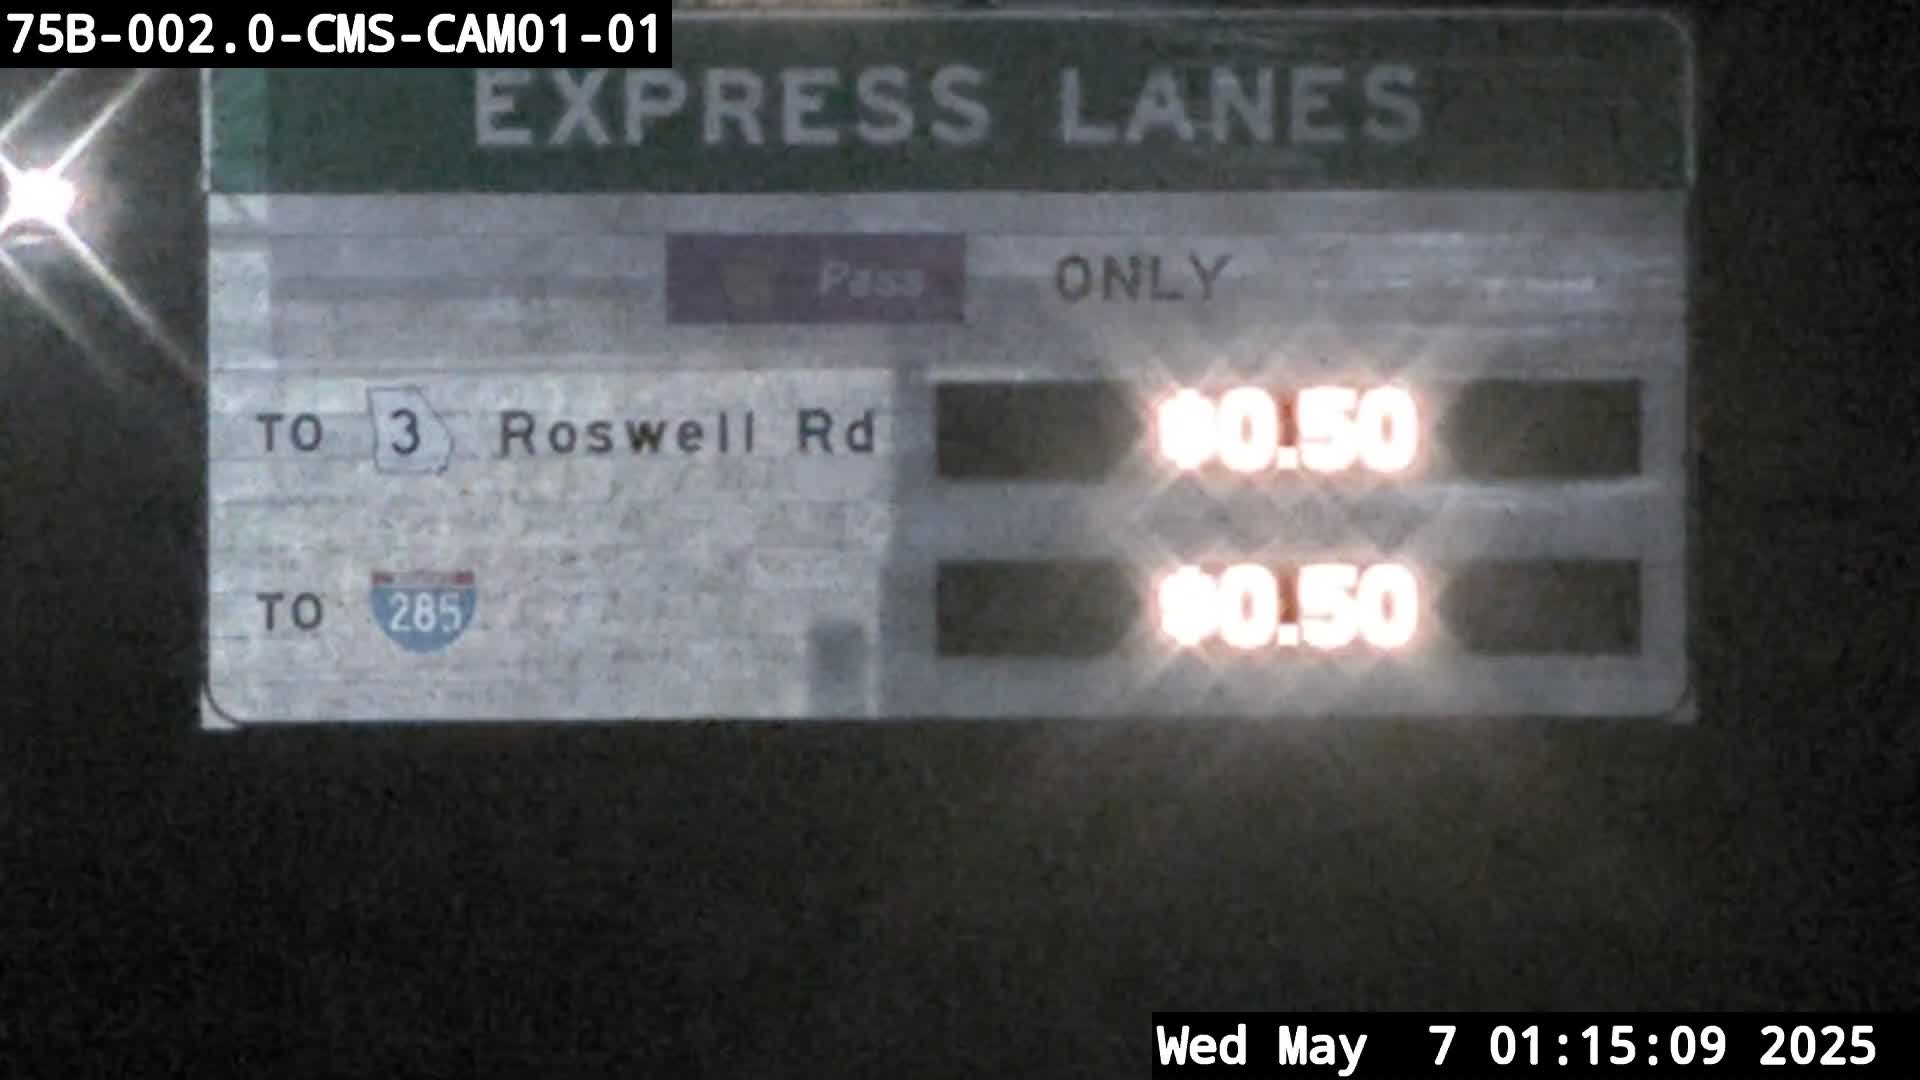 75B-002.0-CMS-CAM01-01
EXPRESS LANES
Pass ONLY
TO 3 Roswell Rd $0.50
TO 285 $0.50
Wed May 7 01:15:09 2025